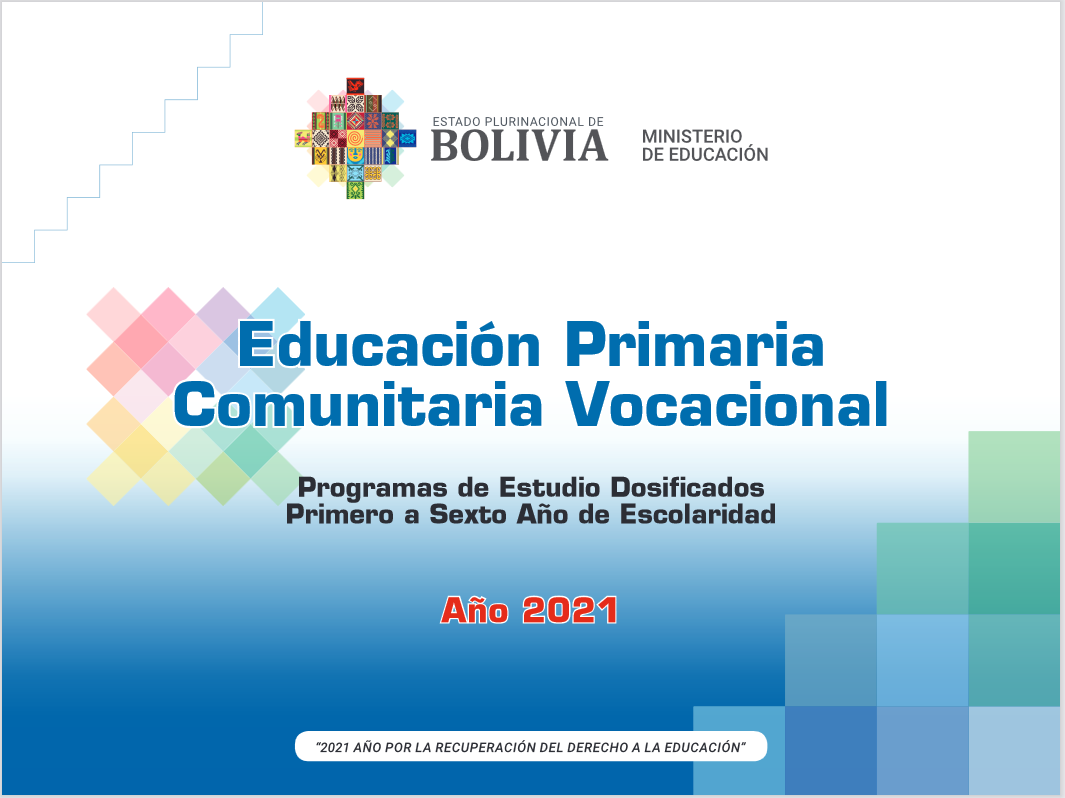 ESTADO PLURINACIONAL DE
BOLIVIA
MINISTERIO
DE EDUCACIÓN
Educación Primaria
Comunitaria Vocacional
Programas de Estudio Dosificados
Primero a Sexto Año de Escolaridad
Año 2021
“2021 AÑO POR LA RECUPERACIÓN DEL DERECHO A LA EDUCACIÓN”